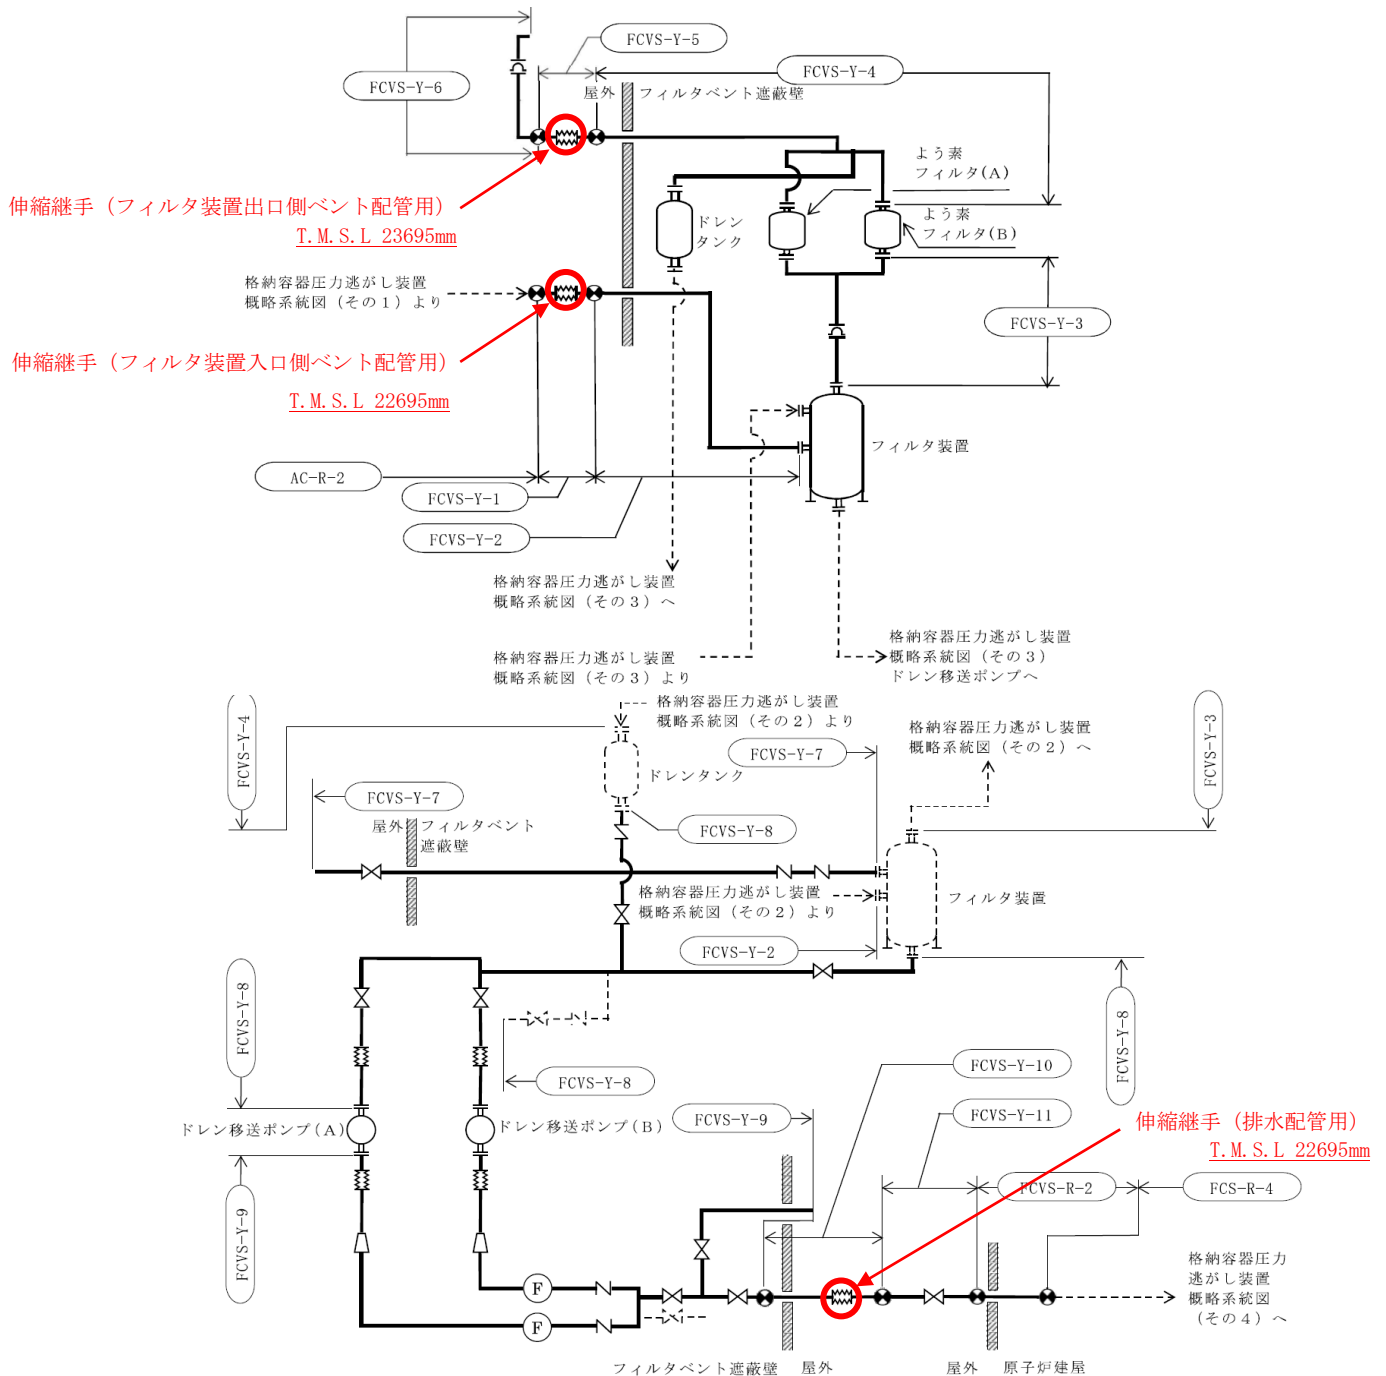 FCVS-Y-5
FCVS-Y-4
FCVS-Y-6
屋外
フィルタベント遮蔽壁
よう素
フィルタ(A)
伸縮継手（フィルタ装置出口側ベント配管用）
T.M.S.L 23695mm
ドレン
タンク
よう素
フィルタ(B)
格納容器圧力逃がし装置
概略系統図（その１）より
FCVS-Y-3
伸縮継手（フィルタ装置入口側ベント配管用）
T.M.S.L 22695mm
フィルタ装置
AC-R-2
FCVS-Y-1
FCVS-Y-2
格納容器圧力逃がし装置
概略系統図（その３）へ
格納容器圧力逃がし装置
概略系統図（その３）より
格納容器圧力逃がし装置
概略系統図（その３）
ドレン移送ポンプへ
FCVS-Y-4
格納容器圧力逃がし装置
概略系統図（その２）より
格納容器圧力逃がし装置
概略系統図（その２）へ
FCVS-Y-3
FCVS-Y-7
ドレンタンク
FCVS-Y-7
FCVS-Y-8
屋外
フィルタベント
遮蔽壁
格納容器圧力逃がし装置
概略系統図（その２）より
フィルタ装置
FCVS-Y-2
FCVS-Y-8
FCVS-Y-8
FCVS-Y-8
FCVS-Y-10
FCVS-Y-9
FCVS-Y-11
伸縮継手（排水配管用）
T.M.S.L 22695mm
ドレン移送ポンプ(A)
ドレン移送ポンプ(B)
FCVS-Y-9
FCVS-R-2
FCS-R-4
格納容器圧力
逃がし装置
概略系統図
（その４）へ
F
F
フィルタベント遮蔽壁
屋外
屋外
原子炉建屋